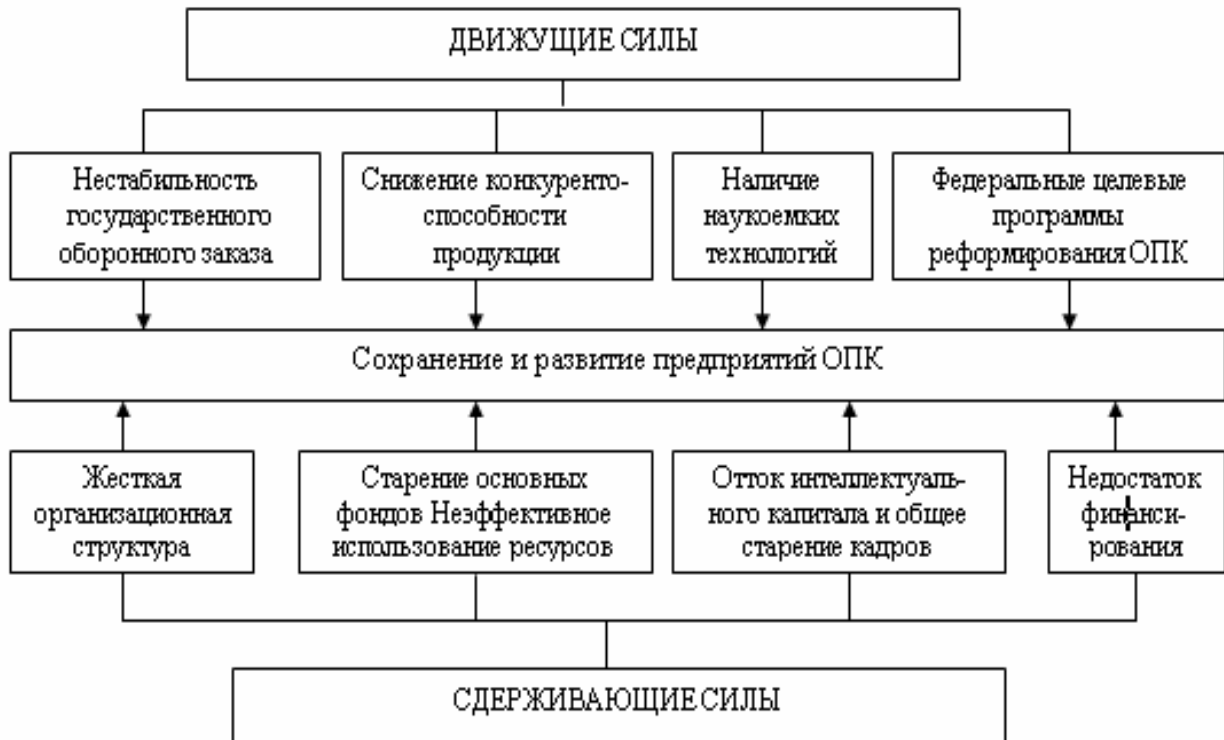 ДВИЖУЩИЕ СИЛЫ
Нестабильность
государственного
оборонного заказа
Снижение конкуренто-
способности
продукции
Наличие
наукоемких
технологий
Федеральные целевые
программы
реформирования ОПК
Сохранение и развитие предприятий ОПК
Жесткая
организационная
структура
Старение основных
фондов Неэффективное
использование ресурсов
Отток интеллектуаль-
ного капитала и общее
старение кадров
Недостаток
финанси-
рования
СДЕРЖИВАЮЩИЕ СИЛЫ